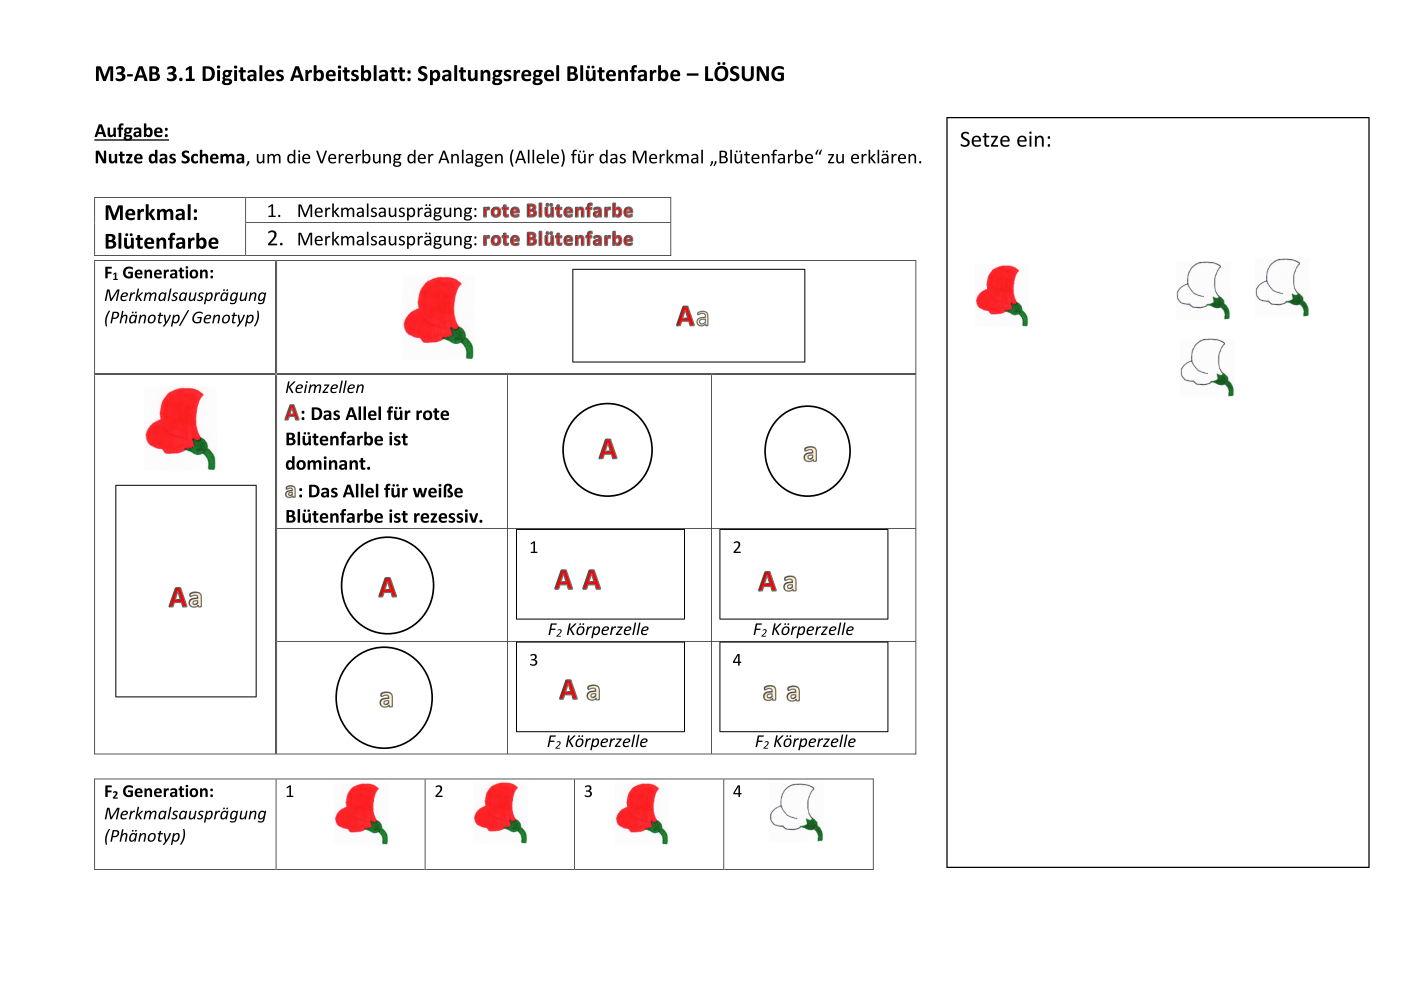 M3-AB 3.1 Digitales Arbeitsblatt: Spaltungsregel Blütenfarbe – LÖSUNG
Aufgabe:
Nutze das Schema, um die Vererbung der Anlagen (Allele) für das Merkmal „Blütenfarbe“ zu erklären.
Setze ein:
Merkmal:
Blütenfarbe
1. Merkmalsausprägung: rote Blütenfarbe
2. Merkmalsausprägung: rote Blütenfarbe
F₁ Generation:
Merkmalsausprägung
(Phänotyp/ Genotyp)
Aa
Aa
Keimzellen
A: Das Allel für rote
Blütenfarbe ist
dominant.
a: Das Allel für weiße
Blütenfarbe ist rezessiv.
A
a
A
1
A A
F₂ Körperzelle
2
A a
F₂ Körperzelle
a
3
A a
F₂ Körperzelle
4
a a
F₂ Körperzelle
F₂ Generation:
Merkmalsausprägung
(Phänotyp)
1
2
3
4